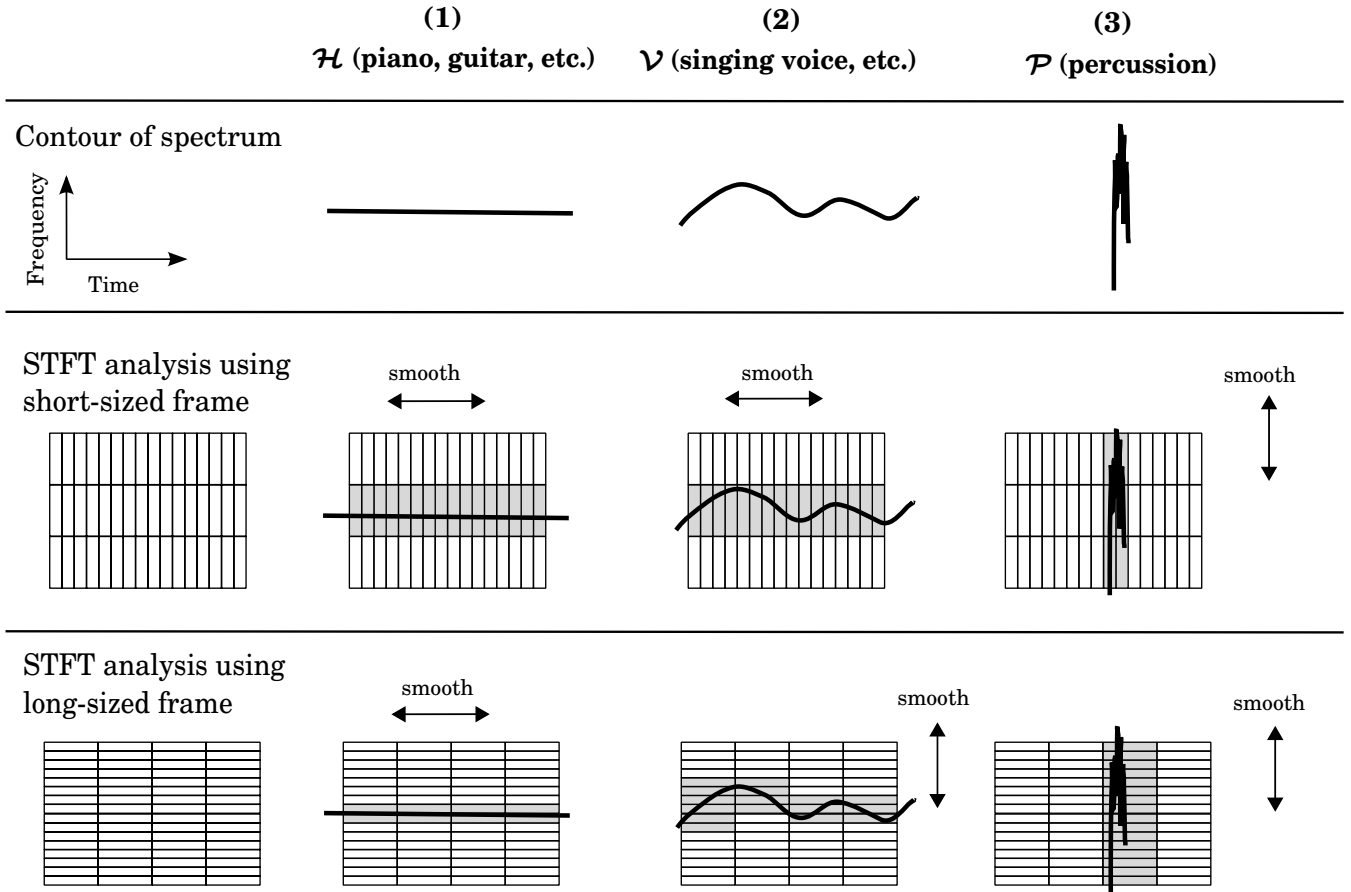 (1)
(2)
(3)
𝓗 (piano, guitar, etc.)
𝓥 (singing voice, etc.)
𝓟 (percussion)
Contour of spectrum
Frequency
Time
STFT analysis using
short-sized frame
smooth
smooth
smooth
STFT analysis using
long-sized frame
smooth
smooth
smooth